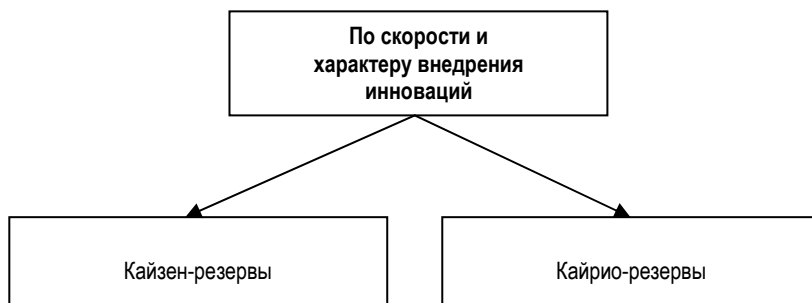 По скорости и
характеру внедрения
инноваций
Кайзен-резервы
Кайрио-резервы